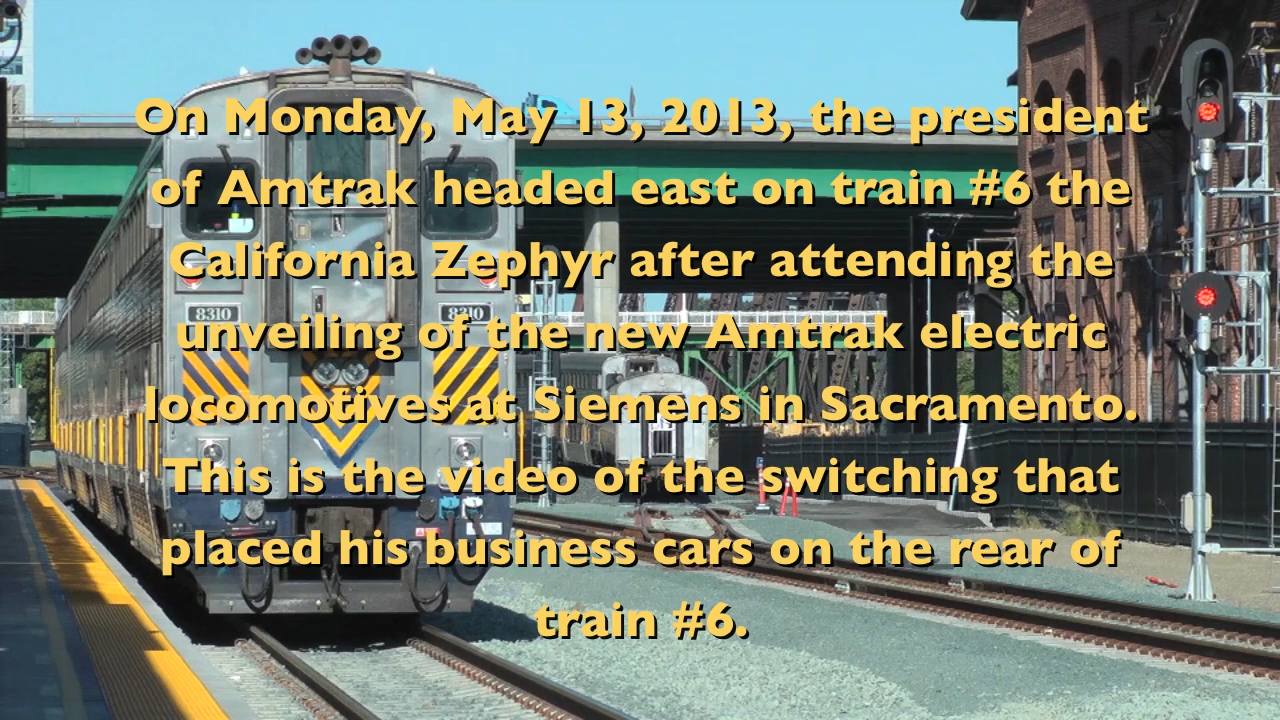 On Monday, May 13, 2013, the president
of Amtrak headed east on train #6 the
California Zephyr after attending the
unveiling of the new Amtrak electric
locomotives at Siemens in Sacramento.
This is the video of the switching that
placed his business cars on the rear of
train #6.
8310
8310